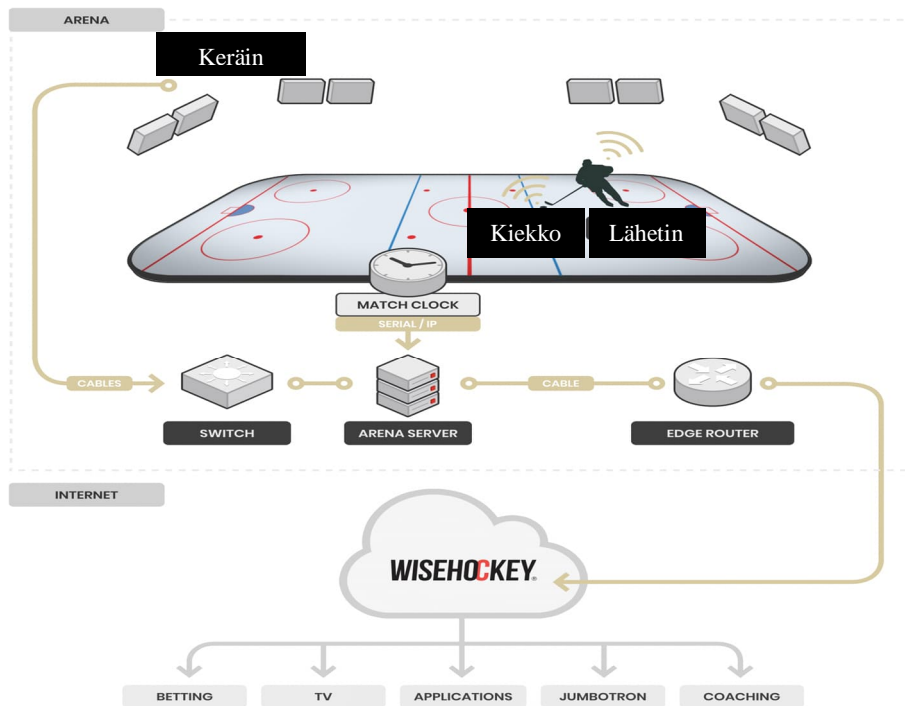 ARENA
Keräin
Kiekko
Lähetin
MATCH CLOCK
SERIAL / IP
CABLES
CABLE
SWITCH
ARENA SERVER
EDGE ROUTER
INTERNET
WISEHOCKEY®
BETTING
TV
APPLICATIONS
JUMBOTRON
COACHING